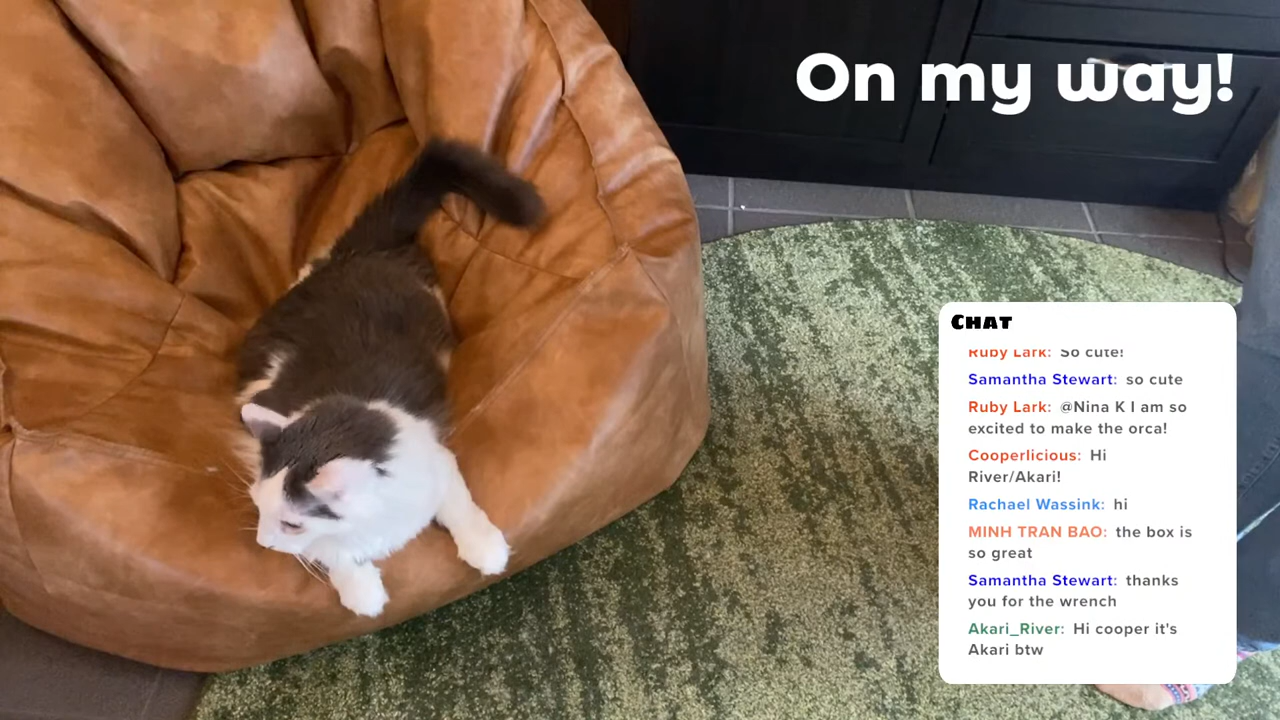 On my way!
CHAT
Ruby Lark: So cute!
Samantha Stewart: so cute
Ruby Lark: @Nina K I am so
excited to make the orca!
Cooperlicious: Hi
River/Akari!
Rachael Wassink: hi
MINH TRAN BAO: the box is
so great
Samantha Stewart: thanks
you for the wrench
Akari_River: Hi cooper it's
Akari btw